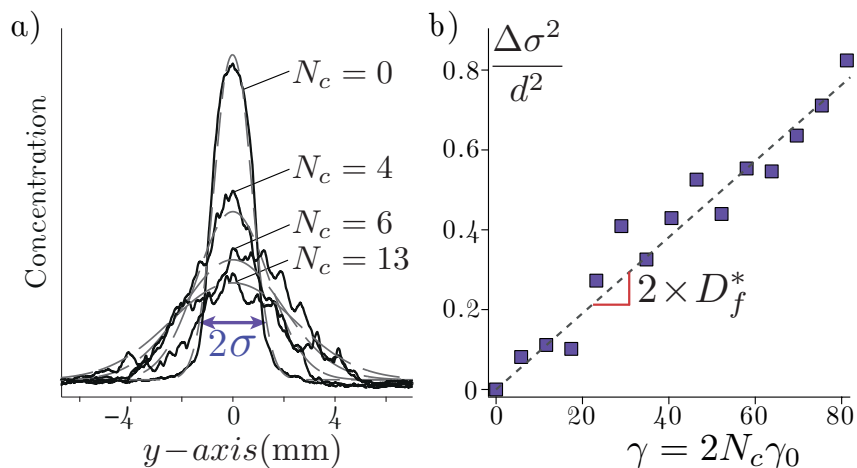 a)
Concentration
N_c = 0
N_c = 4
N_c = 6
N_c = 13
2σ
−4
0
4
y−axis(mm)
b)
Δσ²
d²
0.8
0.6
0.4
0.2
0
2 × D_f^*
0
20
40
60
80
γ = 2N_cγ_0